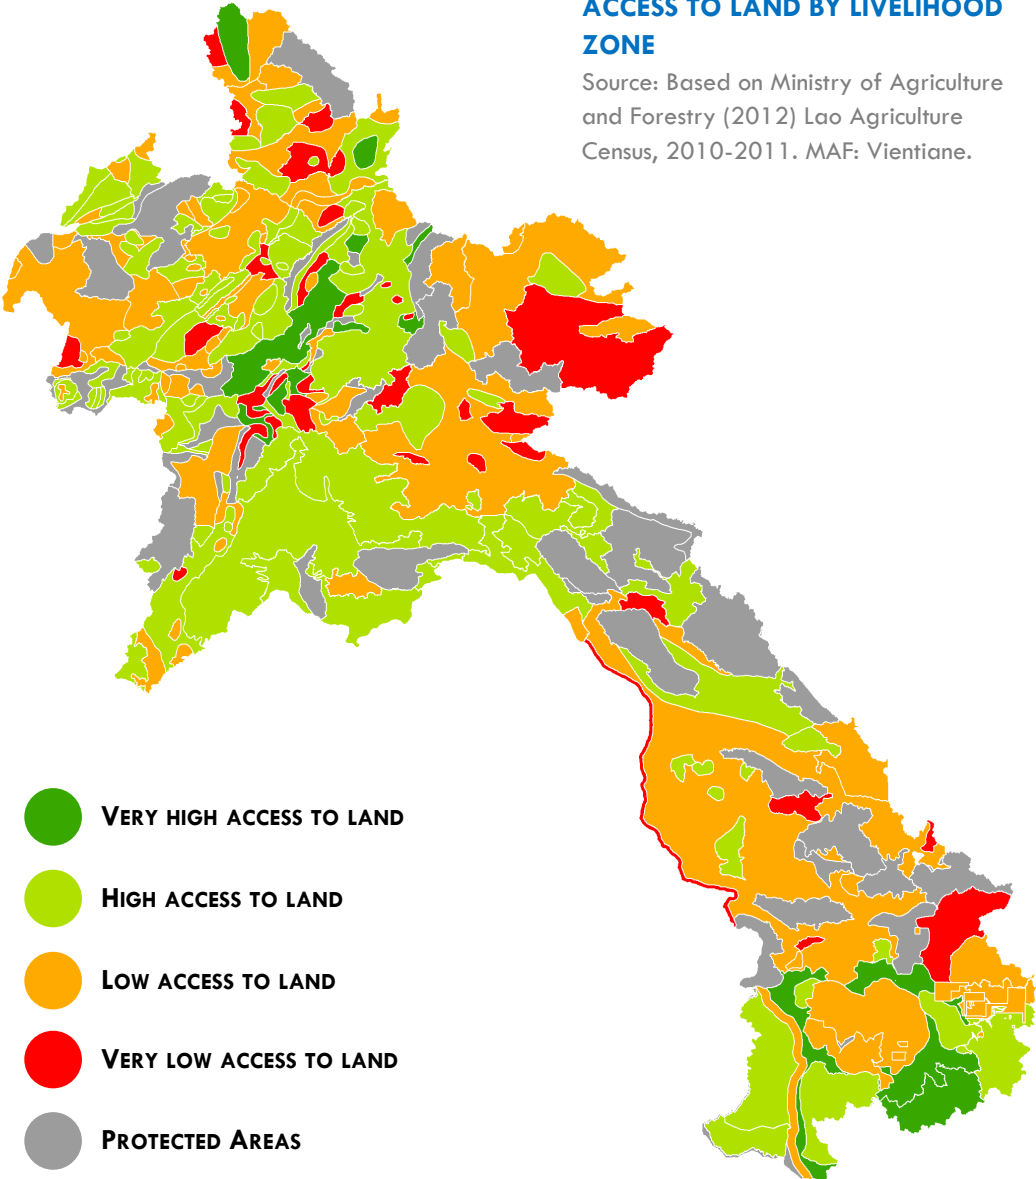 ACCESS TO LAND BY LIVELIHOOD
ZONE
Source: Based on Ministry of Agriculture
and Forestry (2012) Lao Agriculture
Census, 2010-2011. MAF: Vientiane.
VERY HIGH ACCESS TO LAND
HIGH ACCESS TO LAND
LOW ACCESS TO LAND
VERY LOW ACCESS TO LAND
PROTECTED AREAS